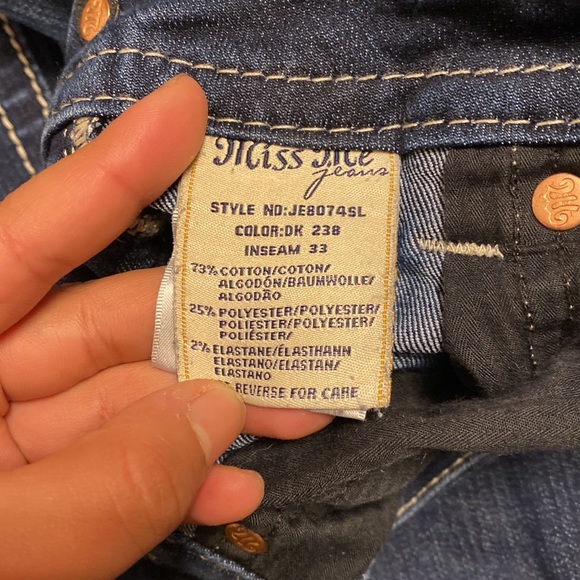 Miss Me
jeans
STYLE NO:JE8074SL
COLOR:DK 238
INSEAM 33
73% COTTON/COTON/
ALGODÓN/BAUMWOLLE/
ALGODÃO
25% POLYESTER/POLYESTER/
POLIESTER/POLYESTER/
POLIÉSTER/
2% ELASTANE/ÉLASTHANN
ELASTANO/ELASTAN/
ELASTANO
REVERSE FOR CARE